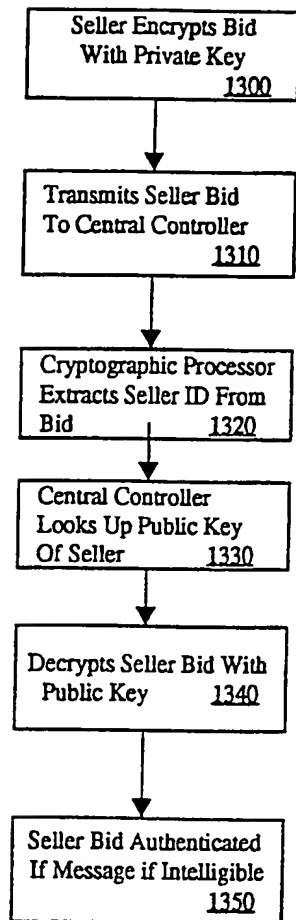 Seller Encrypts Bid
With Private Key
1300
Transmits Seller Bid
To Central Controller
1310
Cryptographic Processor
Extracts Seller ID From
Bid 1320
Central Controller
Looks Up Public Key
Of Seller 1330
Decrypts Seller Bid With
Public Key 1340
Seller Bid Authenticated
If Message if Intelligible
1350